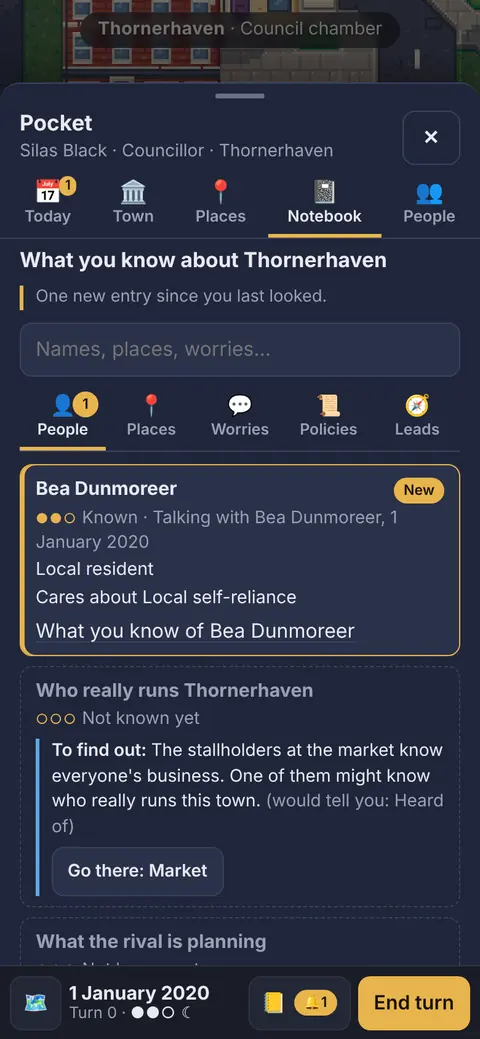 Thornerhaven · Council chamber
Pocket
Silas Black · Councillor · Thornerhaven
×
JULY
17
1
Today
Town
Places
Notebook
People
What you know about Thornerhaven
One new entry since you last looked.
Names, places, worries...
1
People
Places
Worries
Policies
Leads
Bea Dunmoreer
New
Known · Talking with Bea Dunmoreer, 1
January 2020
Local resident
Cares about Local self-reliance
What you know of Bea Dunmoreer
Who really runs Thornerhaven
Not known yet
To find out: The stallholders at the market know
everyone's business. One of them might know
who really runs this town. (would tell you: Heard
of)
Go there: Market
What the rival is planning
1 January 2020
Turn 0 ·
1
End turn